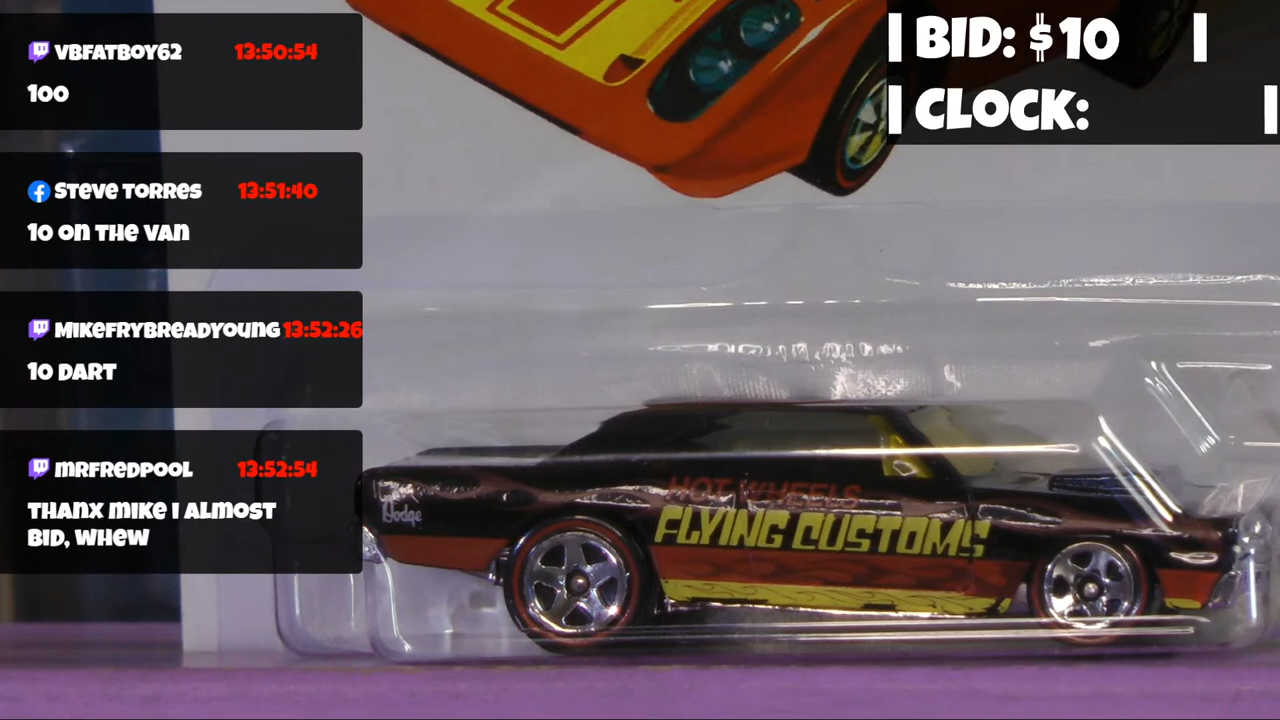 VBFATBOY62 13:50:54
100
STEVE TORRES 13:51:40
10 ON THE VAN
MIKEFRYBREADYOUNG 13:52:26
10 DART
MRFREDPOOL 13:52:54
THANX MIKE I ALMOST
BID, WHEW
| BID: $10 |
| CLOCK: |
HOT WHEELS
FLYING CUSTOMS
Dodge